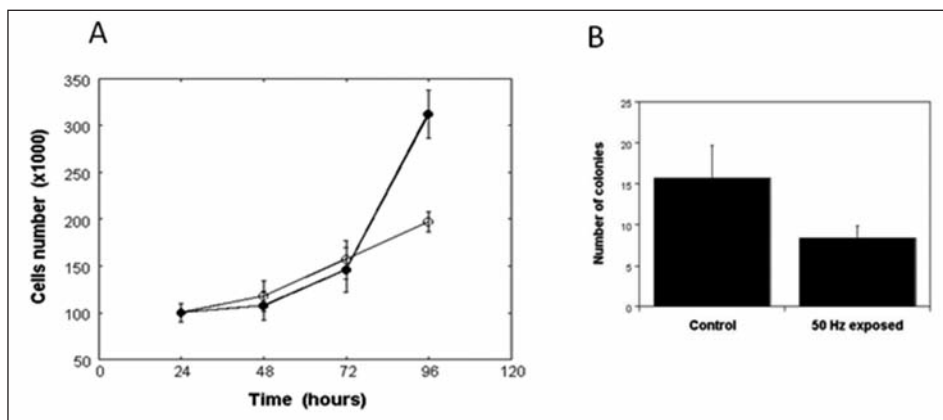 A
Cells number (x1000)
350
300
250
200
150
100
50
0
24
48
72
96
120
Time (hours)
B
Number of colonies
25
20
15
10
5
0
Control
50 Hz exposed